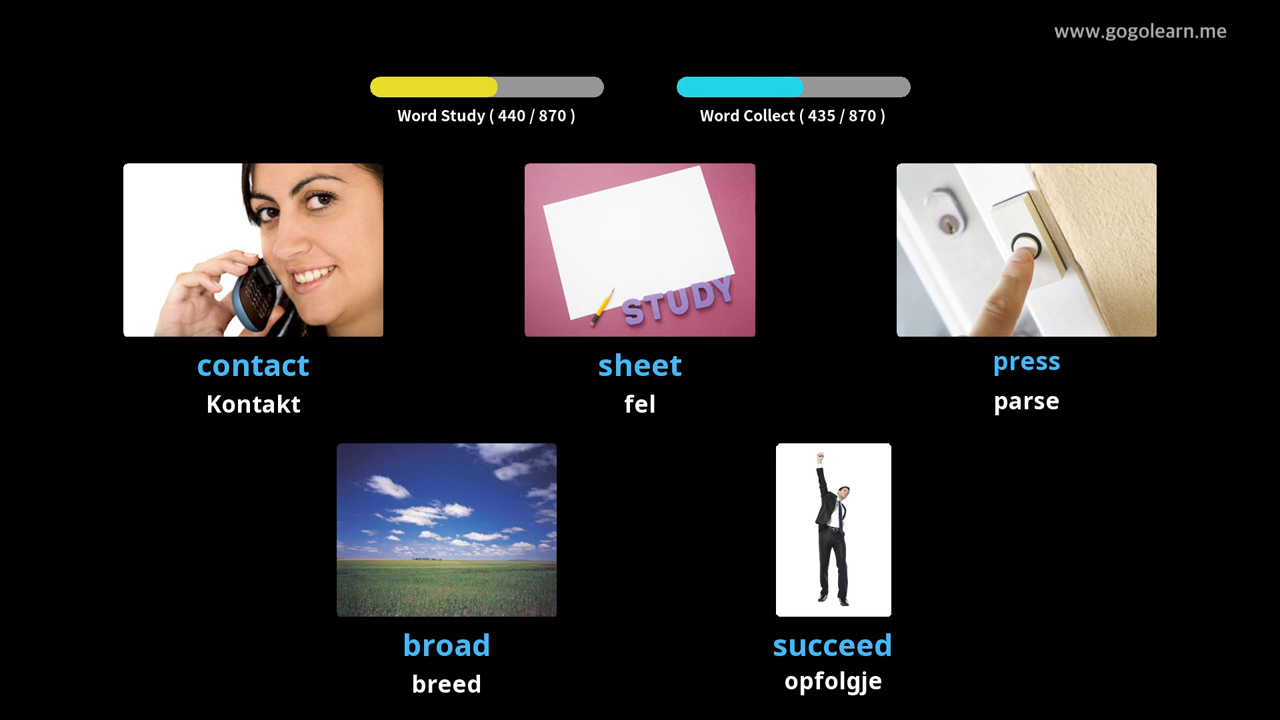 www.gogolearn.me
Word Study ( 440 / 870 )
Word Collect ( 435 / 870 )
STUDY
contact
sheet
press
Kontakt
fel
parse
broad
succeed
breed
opfolgje